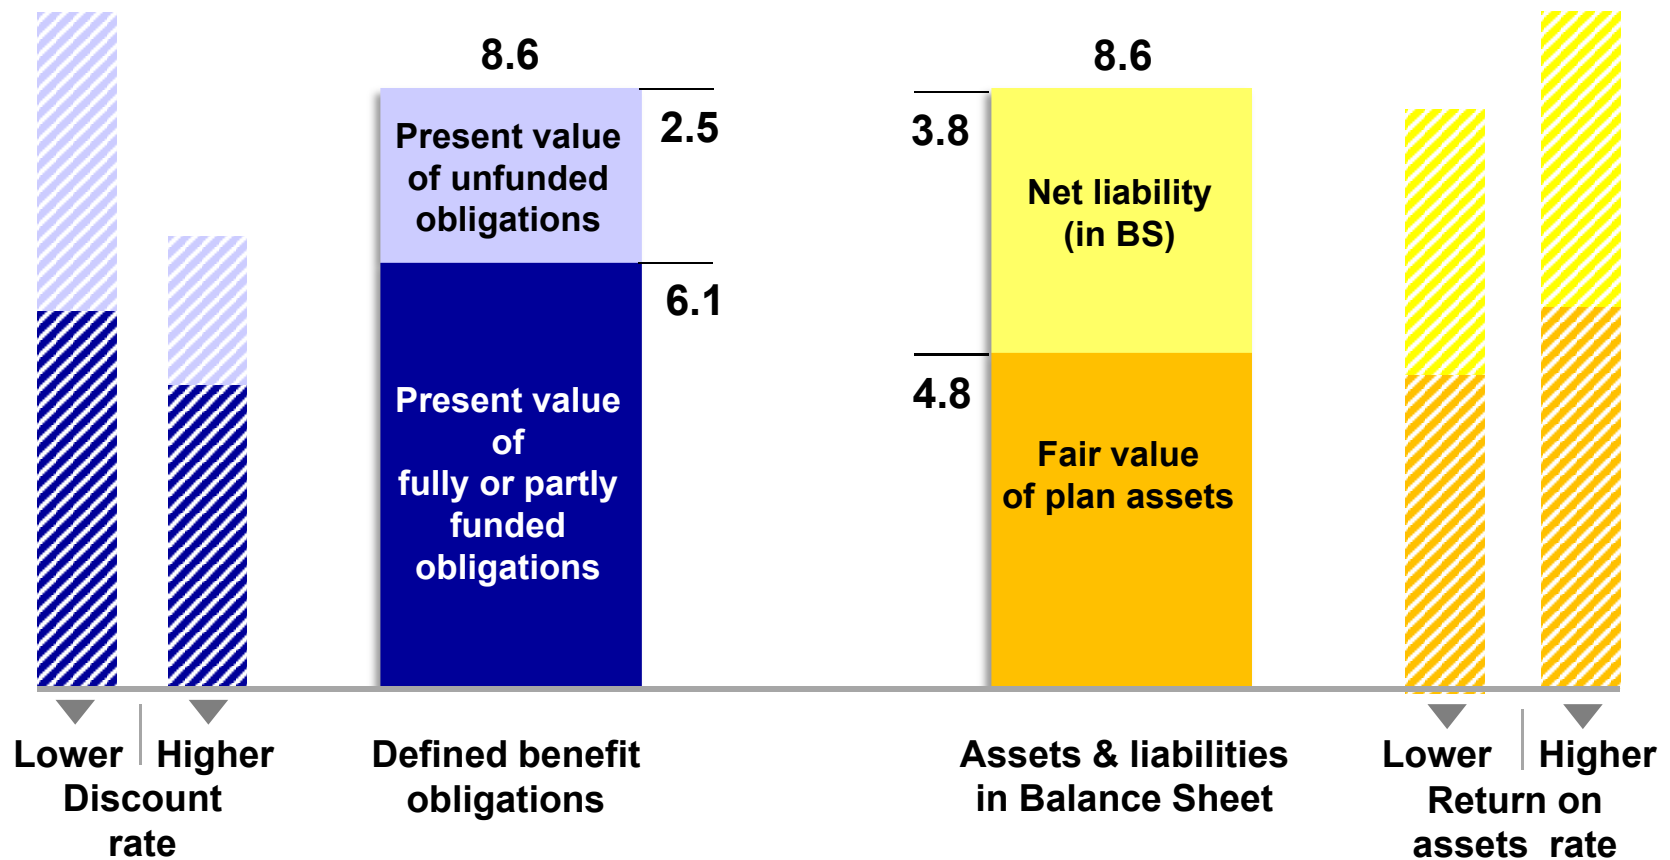 8.6
Present value
of unfunded
obligations
2.5
6.1
Present value
of
fully or partly
funded
obligations
8.6
3.8
Net liability
(in BS)
4.8
Fair value
of plan assets
Lower
Higher
Discount
rate
Defined benefit
obligations
Assets & liabilities
in Balance Sheet
Lower
Higher
Return on
assets rate